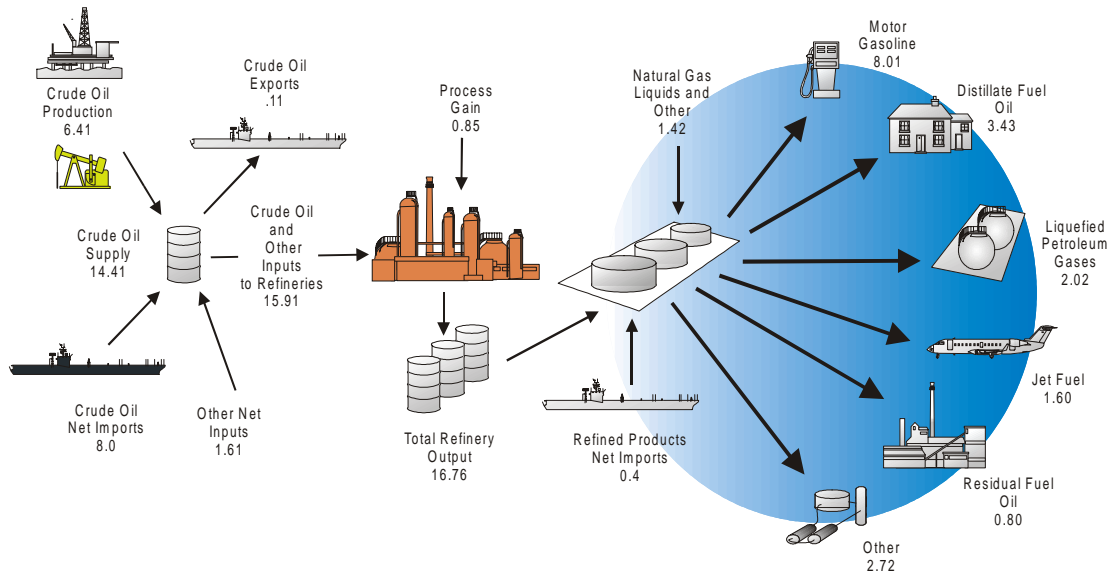 Crude Oil
Production
6.41
Crude Oil
Exports
.11
Process
Gain
0.85
Natural Gas
Liquids and
Other
1.42
Motor
Gasoline
8.01
Distillate Fuel
Oil
3.43
Crude Oil
Supply
14.41
Crude Oil
and
Other
Inputs
to Refineries
15.91
Liquefied
Petroleum
Gases
2.02
Crude Oil
Net Imports
8.0
Other Net
Inputs
1.61
Total Refinery
Output
16.76
Refined Products
Net Imports
0.4
Jet Fuel
1.60
Residual Fuel
Oil
0.80
Other
2.72